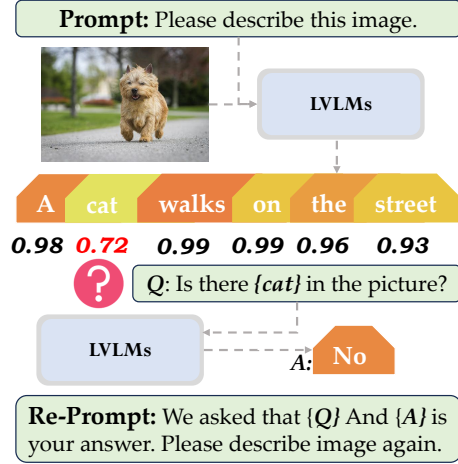 Prompt: Please describe this image.
LVLMs
A cat walks on the street
0.98 0.72 0.99 0.99 0.96 0.93
?
Q: Is there {cat} in the picture?
LVLMs
A: No
Re-Prompt: We asked that {Q} And {A} is
your answer. Please describe image again.